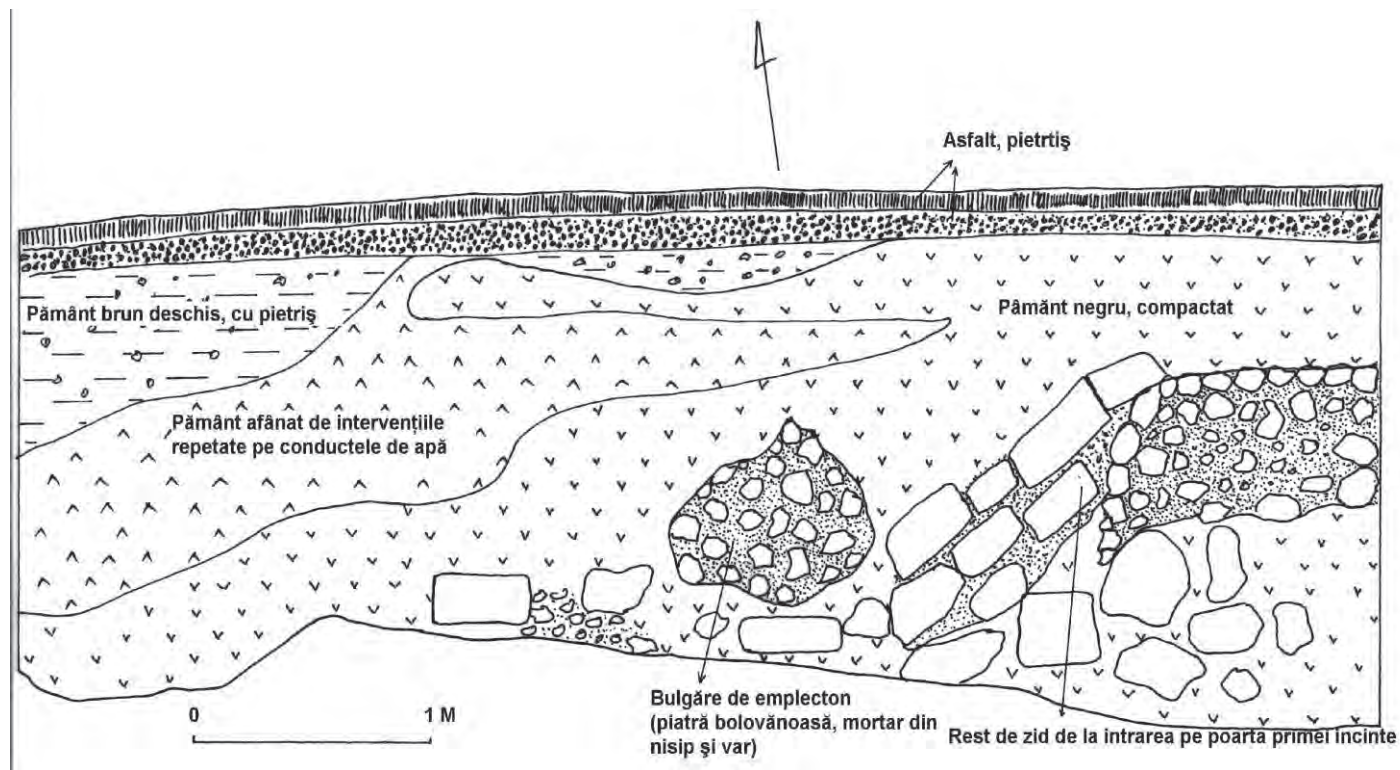 Asfalt, pietrtiş
Pământ brun deschis, cu pietriş
Pâmănt negru, compactat
Pământ afânat de intervențiile
repetate pe conductele de apă
0 1 M
Bulgăre de emplecton
(piatră bolovănoasă, mortar din
nisip şi var)
Rest de zid de la intrarea pe poarta primei incinte